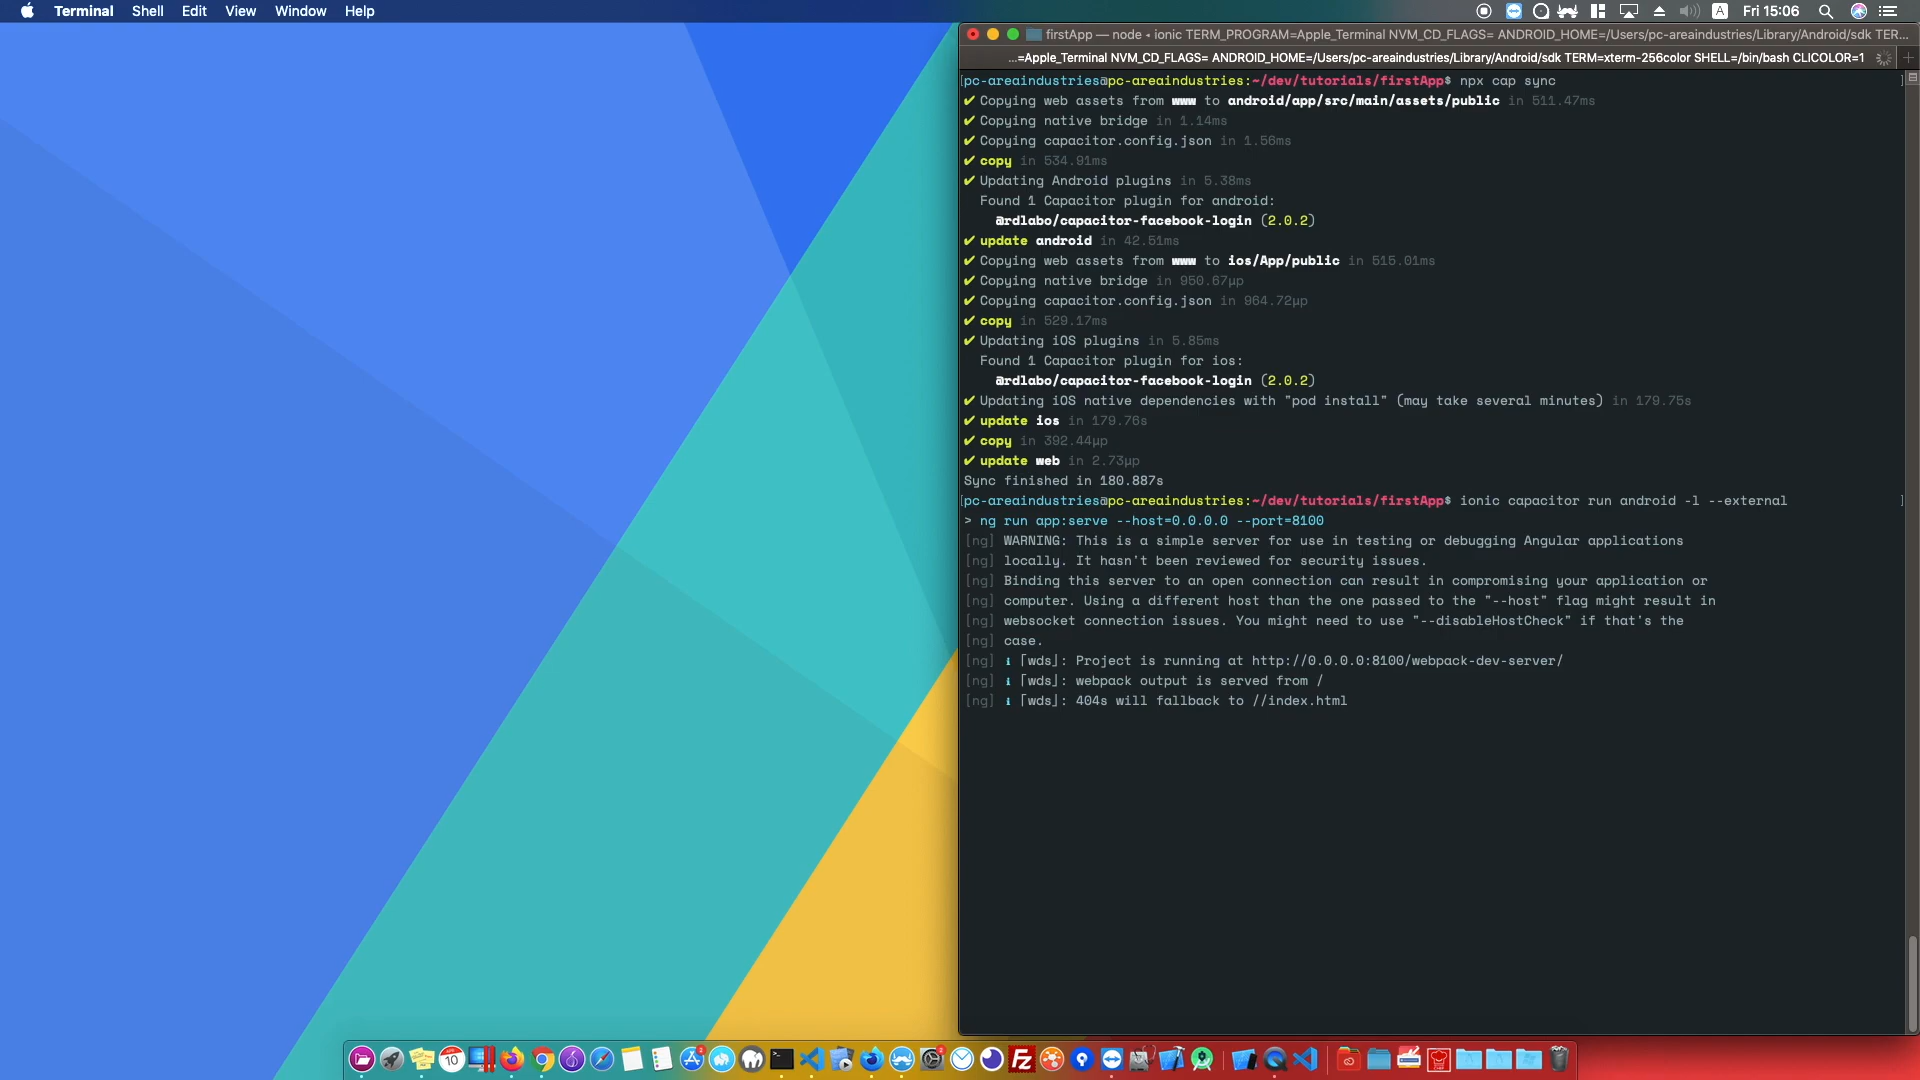 Terminal Shell Edit View Window Help
A Fri 15:06
firstApp — node ◂ ionic TERM_PROGRAM=Apple_Terminal NVM_CD_FLAGS= ANDROID_HOME=/Users/pc-areaindustries/Library/Android/sdk TER...
...=Apple_Terminal NVM_CD_FLAGS= ANDROID_HOME=/Users/pc-areaindustries/Library/Android/sdk TERM=xterm-256color SHELL=/bin/bash CLICOLOR=1
[pc-areaindustries@pc-areaindustries:~/dev/tutorials/firstApp$ npx cap sync ]
✔ Copying web assets from www to android/app/src/main/assets/public in 511.47ms
✔ Copying native bridge in 1.14ms
✔ Copying capacitor.config.json in 1.56ms
✔ copy in 534.91ms
✔ Updating Android plugins in 5.38ms
Found 1 Capacitor plugin for android:
@rdlabo/capacitor-facebook-login (2.0.2)
✔ update android in 42.51ms
✔ Copying web assets from www to ios/App/public in 515.01ms
✔ Copying native bridge in 950.67μp
✔ Copying capacitor.config.json in 964.72μp
✔ copy in 529.17ms
✔ Updating iOS plugins in 5.85ms
Found 1 Capacitor plugin for ios:
@rdlabo/capacitor-facebook-login (2.0.2)
✔ Updating iOS native dependencies with "pod install" (may take several minutes) in 179.75s
✔ update ios in 179.76s
✔ copy in 392.44μp
✔ update web in 2.73μp
Sync finished in 180.887s
[pc-areaindustries@pc-areaindustries:~/dev/tutorials/firstApp$ ionic capacitor run android -l --external ]
> ng run app:serve --host=0.0.0.0 --port=8100
[ng] WARNING: This is a simple server for use in testing or debugging Angular applications
[ng] locally. It hasn't been reviewed for security issues.
[ng] Binding this server to an open connection can result in compromising your application or
[ng] computer. Using a different host than the one passed to the "--host" flag might result in
[ng] websocket connection issues. You might need to use "--disableHostCheck" if that's the
[ng] case.
[ng] ℹ ｢wds｣: Project is running at http://0.0.0.0:8100/webpack-dev-server/
[ng] ℹ ｢wds｣: webpack output is served from /
[ng] ℹ ｢wds｣: 404s will fallback to //index.html
10
Fz